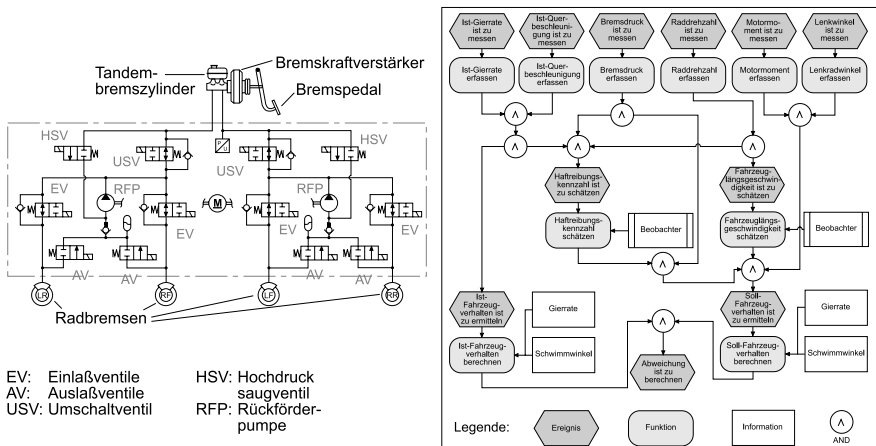 Tandem-
bremszylinder
Bremskraftverstärker
Bremspedal
HSV
USV
P
U
USV
HSV
EV
RFP
M
RFP
EV
EV
EV
AV
AV
AV
AV
LR
RF
LF
RR
Radbremsen
EV: Einlaßventile
AV: Auslaßventile
USV: Umschaltventil
HSV: Hochdruck
saugventil
RFP: Rückförder-
pumpe
Ist-Gierrate
ist zu
messen
Ist-Quer-
beschleuni-
gung ist zu
messen
Bremsdruck
ist zu
messen
Raddrehzahl
ist zu
messen
Motormo-
ment ist zu
messen
Lenkwinkel
ist zu
messen
Ist-Gierrate
erfassen
Ist-Quer-
beschleunigung
erfassen
Bremsdruck
erfassen
Raddrehzahl
erfassen
Motormoment
erfassen
Lenkradwinkel
erfassen
Haftreibungs-
kennzahl ist
zu
schätzen
Fahrzeug-
längsgeschwin-
digkeit ist zu
schätzen
Haftreibungs-
kennzahl
schätzen
Beobachter
Fahrzeuglängs-
geschwindigkeit
schätzen
Beobachter
Ist-
Fahrzeug-
verhalten ist
zu ermitteln
Gierrate
Soll-
Fahrzeug-
verhalten ist
zu ermitteln
Gierrate
Ist-Fahrzeug-
verhalten
berechnen
Schwimmwinkel
Abweichung
ist zu
berechnen
Soll-Fahrzeug-
verhalten
berechnen
Schwimmwinkel
Legende:
Ereignis
Funktion
Information
AND